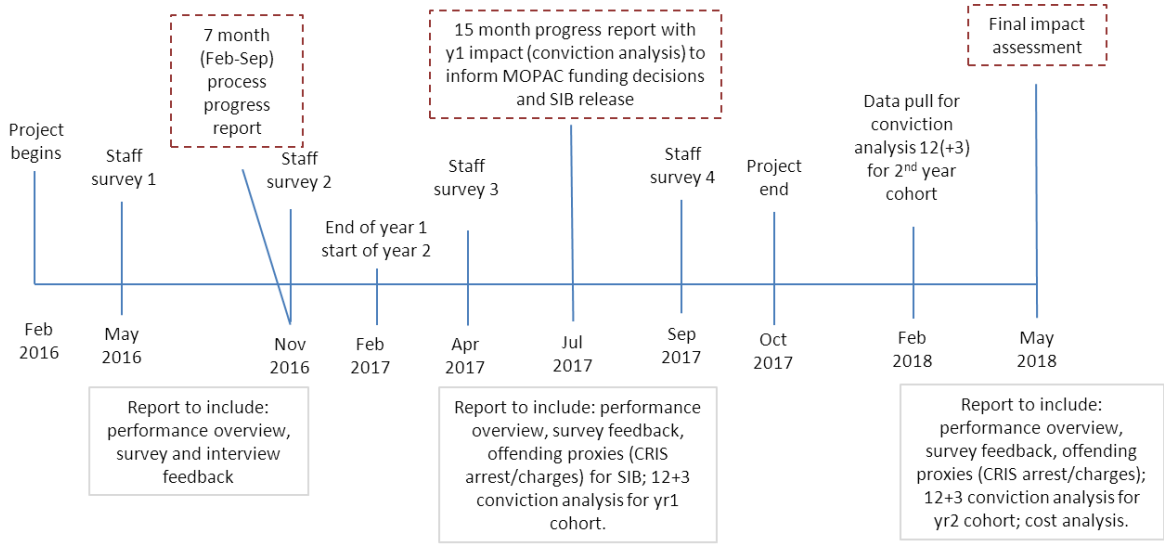 7 month
(Feb-Sep)
process
progress
report
15 month progress report with
y1 impact (conviction analysis) to
inform MOPAC funding decisions
and SIB release
Final impact
assessment
Project
begins
Staff
survey 1
Staff
survey 2
End of year 1
start of year 2
Staff
survey 3
Staff
survey 4
Project
end
Data pull for
conviction
analysis 12(+3)
for 2nd year
cohort
Feb
2016
May
2016
Nov
2016
Feb
2017
Apr
2017
Jul
2017
Sep
2017
Oct
2017
Feb
2018
May
2018
Report to include:
performance overview,
survey and interview
feedback
Report to include: performance
overview, survey feedback,
offending proxies (CRIS
arrest/charges) for SIB; 12+3
conviction analysis for yr1
cohort.
Report to include:
performance overview,
survey feedback, offending
proxies (CRIS arrest/charges);
12+3 conviction analysis for
yr2 cohort; cost analysis.